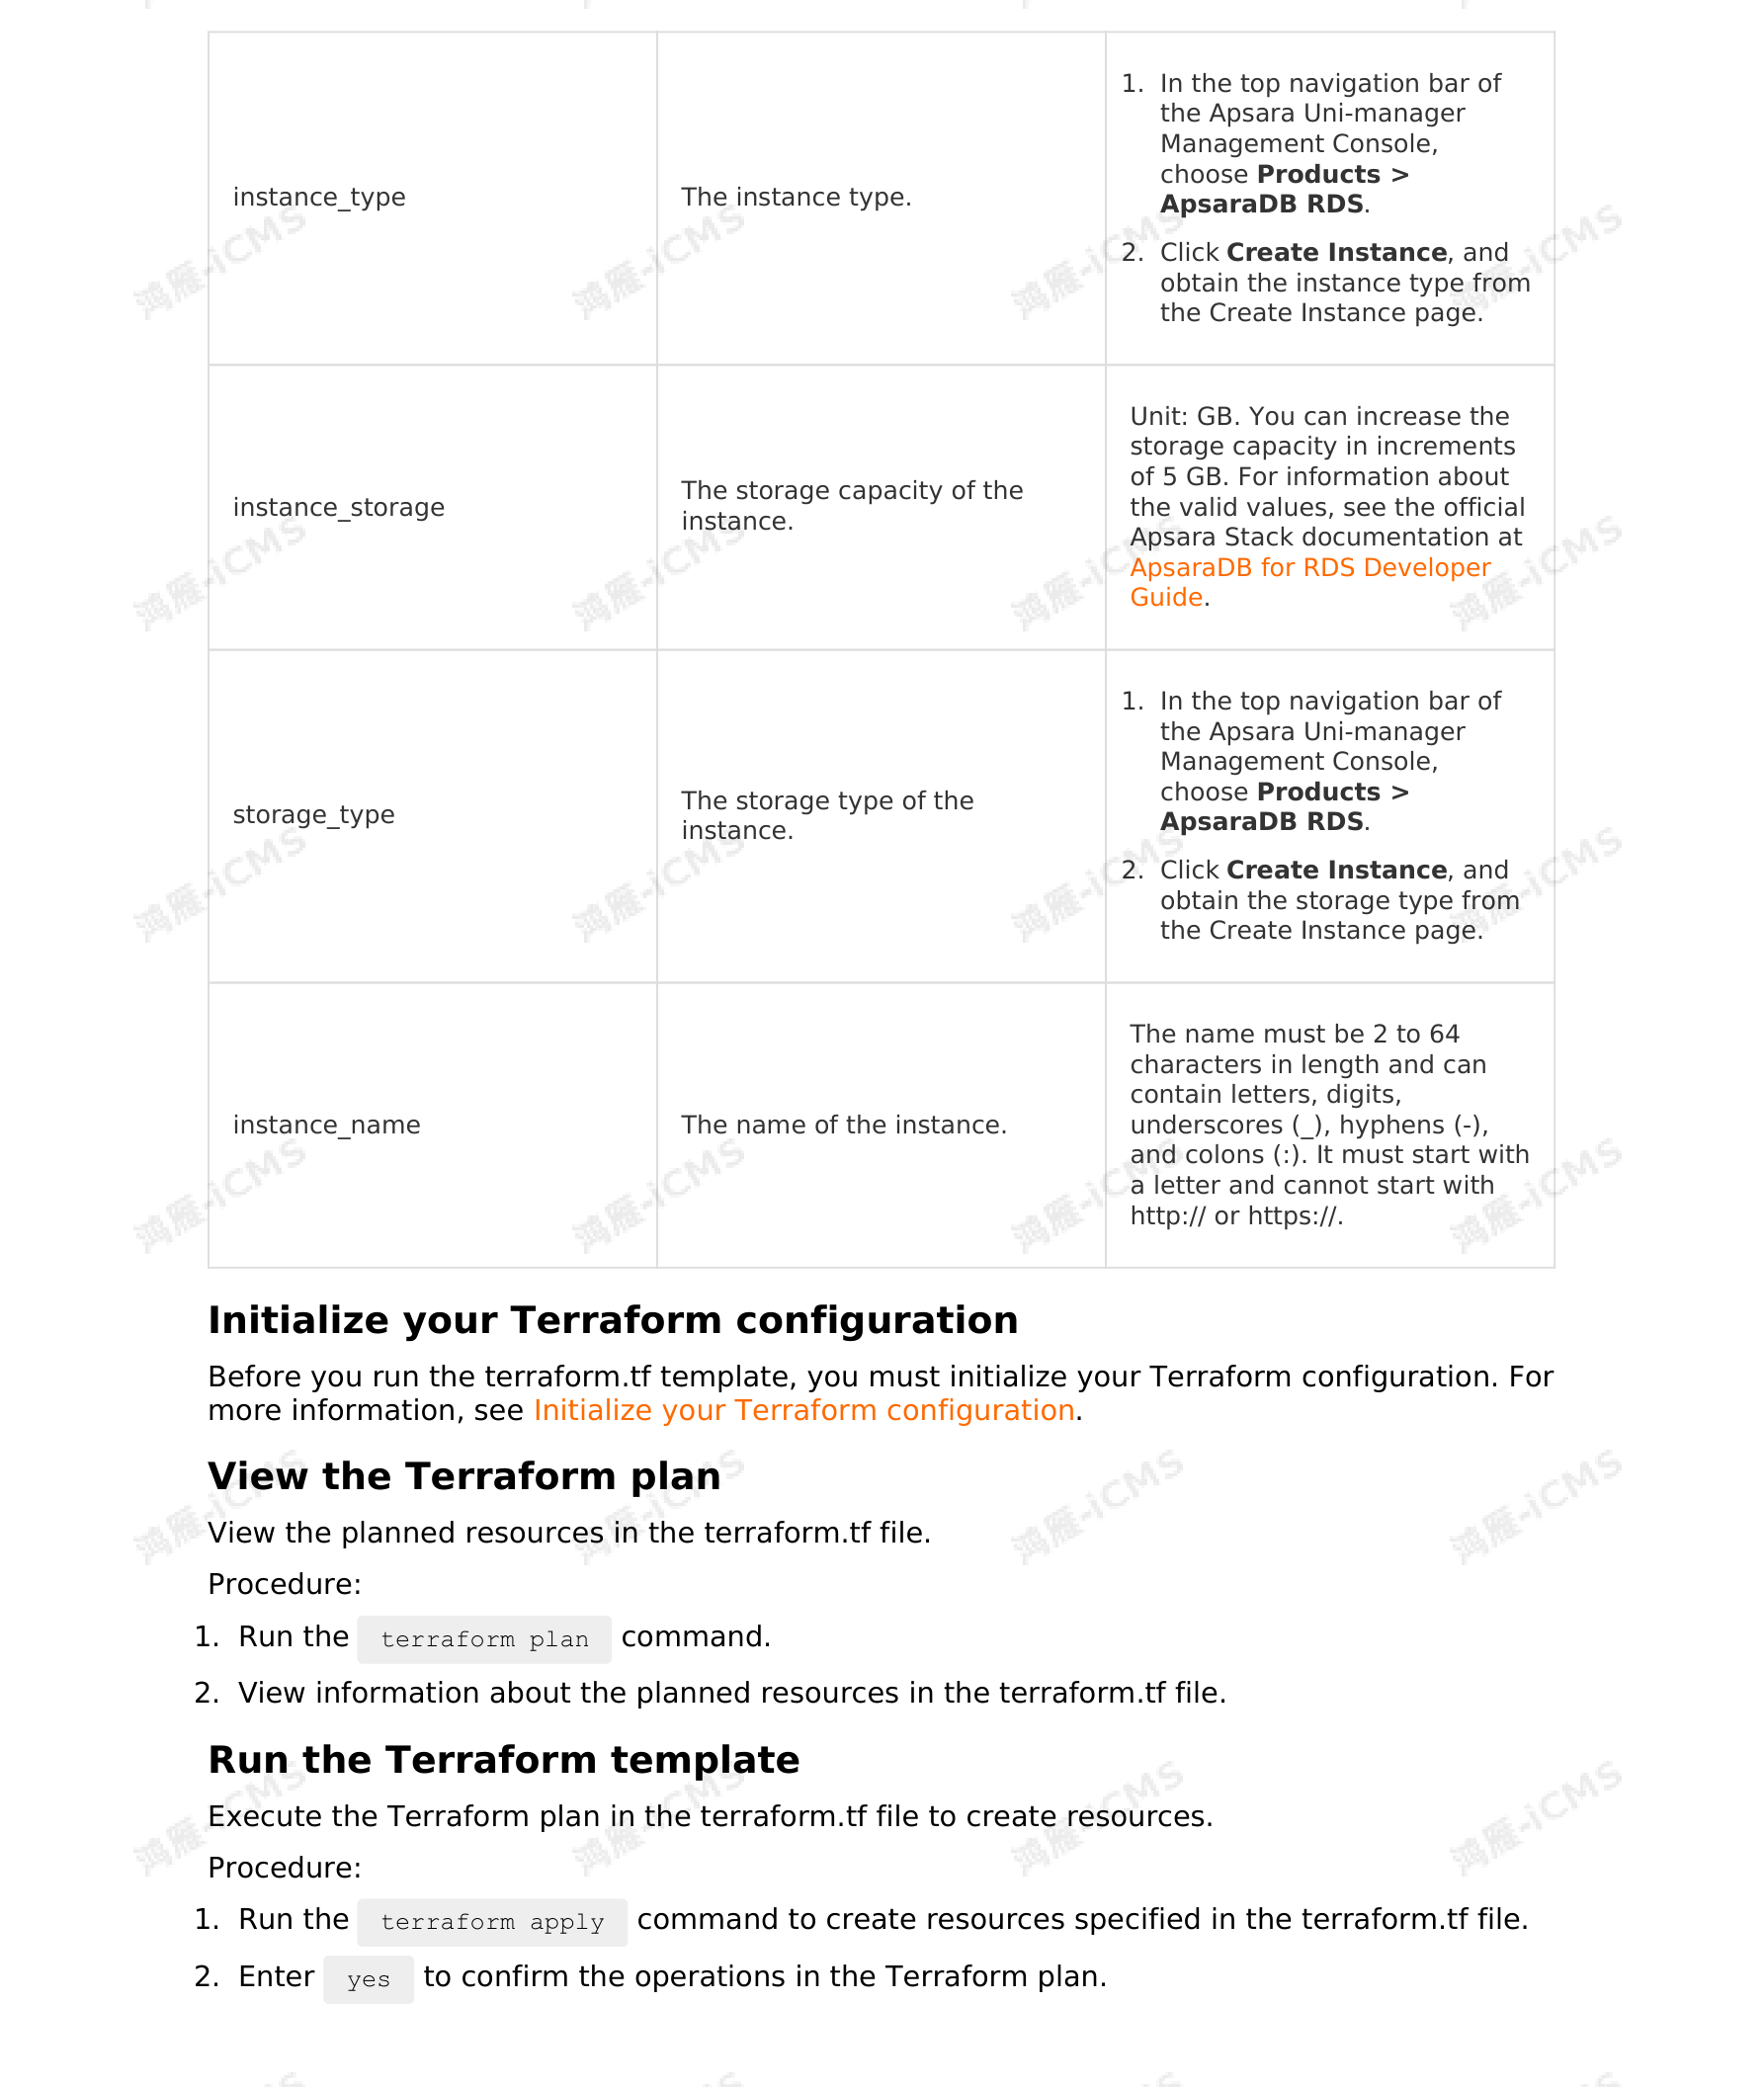 instance_type
The instance type.
1. In the top navigation bar of
the Apsara Uni-manager
Management Console,
choose Products >
ApsaraDB RDS.
2. Click Create Instance, and
obtain the instance type from
the Create Instance page.
instance_storage
The storage capacity of the
instance.
Unit: GB. You can increase the
storage capacity in increments
of 5 GB. For information about
the valid values, see the official
Apsara Stack documentation at
ApsaraDB for RDS Developer
Guide.
storage_type
The storage type of the
instance.
1. In the top navigation bar of
the Apsara Uni-manager
Management Console,
choose Products >
ApsaraDB RDS.
2. Click Create Instance, and
obtain the storage type from
the Create Instance page.
instance_name
The name of the instance.
The name must be 2 to 64
characters in length and can
contain letters, digits,
underscores (_), hyphens (-),
and colons (:). It must start with
a letter and cannot start with
http:// or https://.
Initialize your Terraform configuration
Before you run the terraform.tf template, you must initialize your Terraform configuration. For
more information, see Initialize your Terraform configuration.
View the Terraform plan
View the planned resources in the terraform.tf file.
Procedure:
1. Run the terraform plan command.
2. View information about the planned resources in the terraform.tf file.
Run the Terraform template
Execute the Terraform plan in the terraform.tf file to create resources.
Procedure:
1. Run the terraform apply command to create resources specified in the terraform.tf file.
2. Enter yes to confirm the operations in the Terraform plan.
鸿雁-iCMS